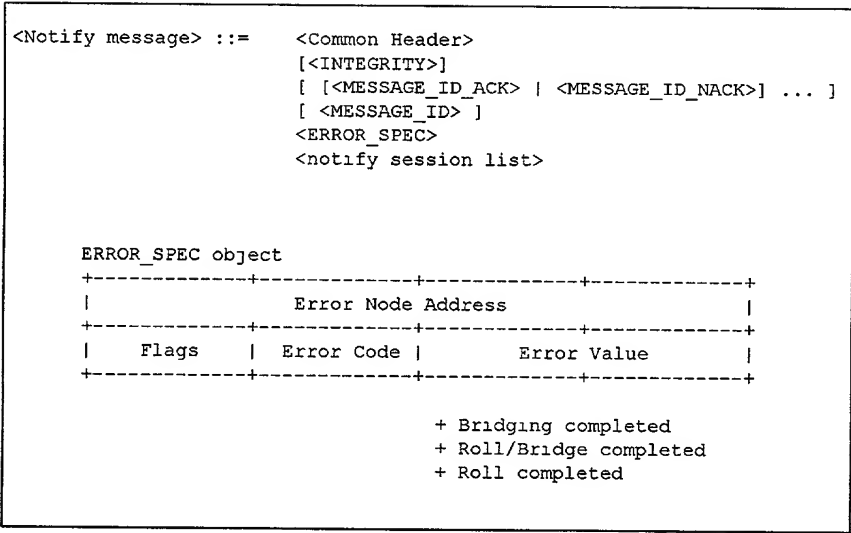 <Notify message> ::= <Common Header>
[<INTEGRITY>]
[ [<MESSAGE_ID_ACK> | <MESSAGE_ID_NACK>] ... ]
[ <MESSAGE_ID> ]
<ERROR_SPEC>
<notify session list>
ERROR_SPEC object
+-------------+-------------+-------------+-------------+
| Error Node Address |
+-------------+-------------+-------------+-------------+
| Flags | Error Code | Error Value |
+-------------+-------------+-------------+-------------+
+ Bridging completed
+ Roll/Bridge completed
+ Roll completed